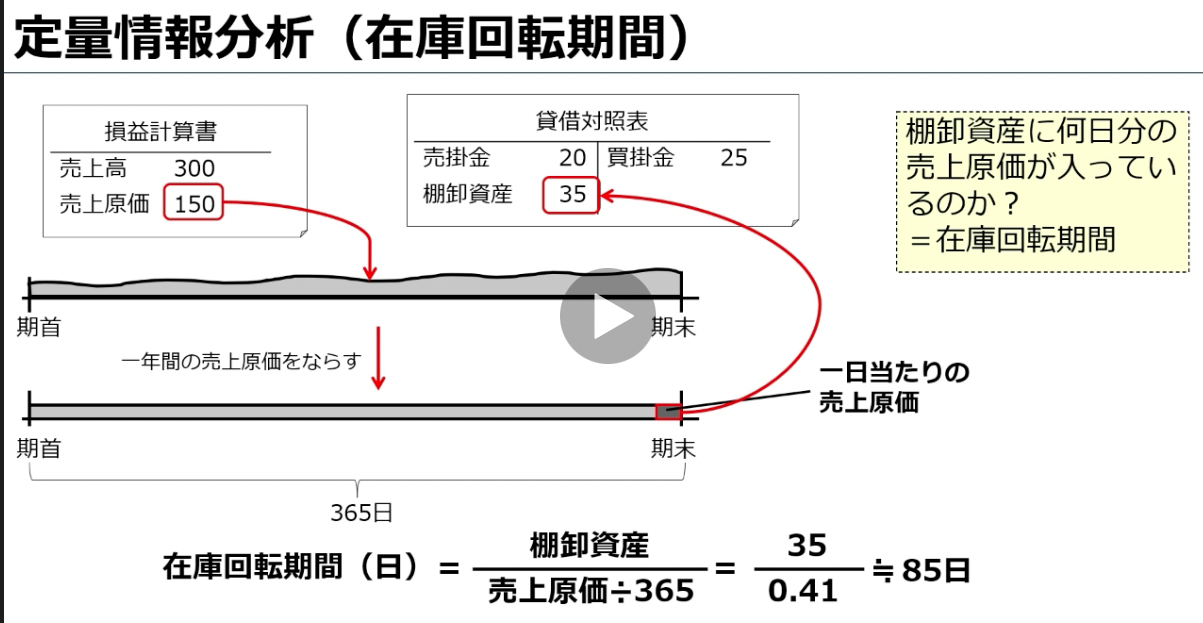 定量情報分析（在庫回転期間）
損益計算書
売上高 300
売上原価 150
貸借対照表
売掛金 20 買掛金 25
棚卸資産 35
棚卸資産に何日分の
売上原価が入ってい
るのか？
＝在庫回転期間
期首 期末
一年間の売上原価をならす
一日当たりの
売上原価
期首 期末
365日
在庫回転期間（日）＝ 棚卸資産 ＝ 35 ≒ 85日
売上原価÷365 0.41